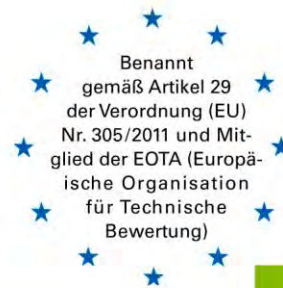 Benannt
gemäß Artikel 29
der Verordnung (EU)
Nr. 305/2011 und Mit-
glied der EOTA (Europä-
ische Organisation
für Technische
Bewertung)